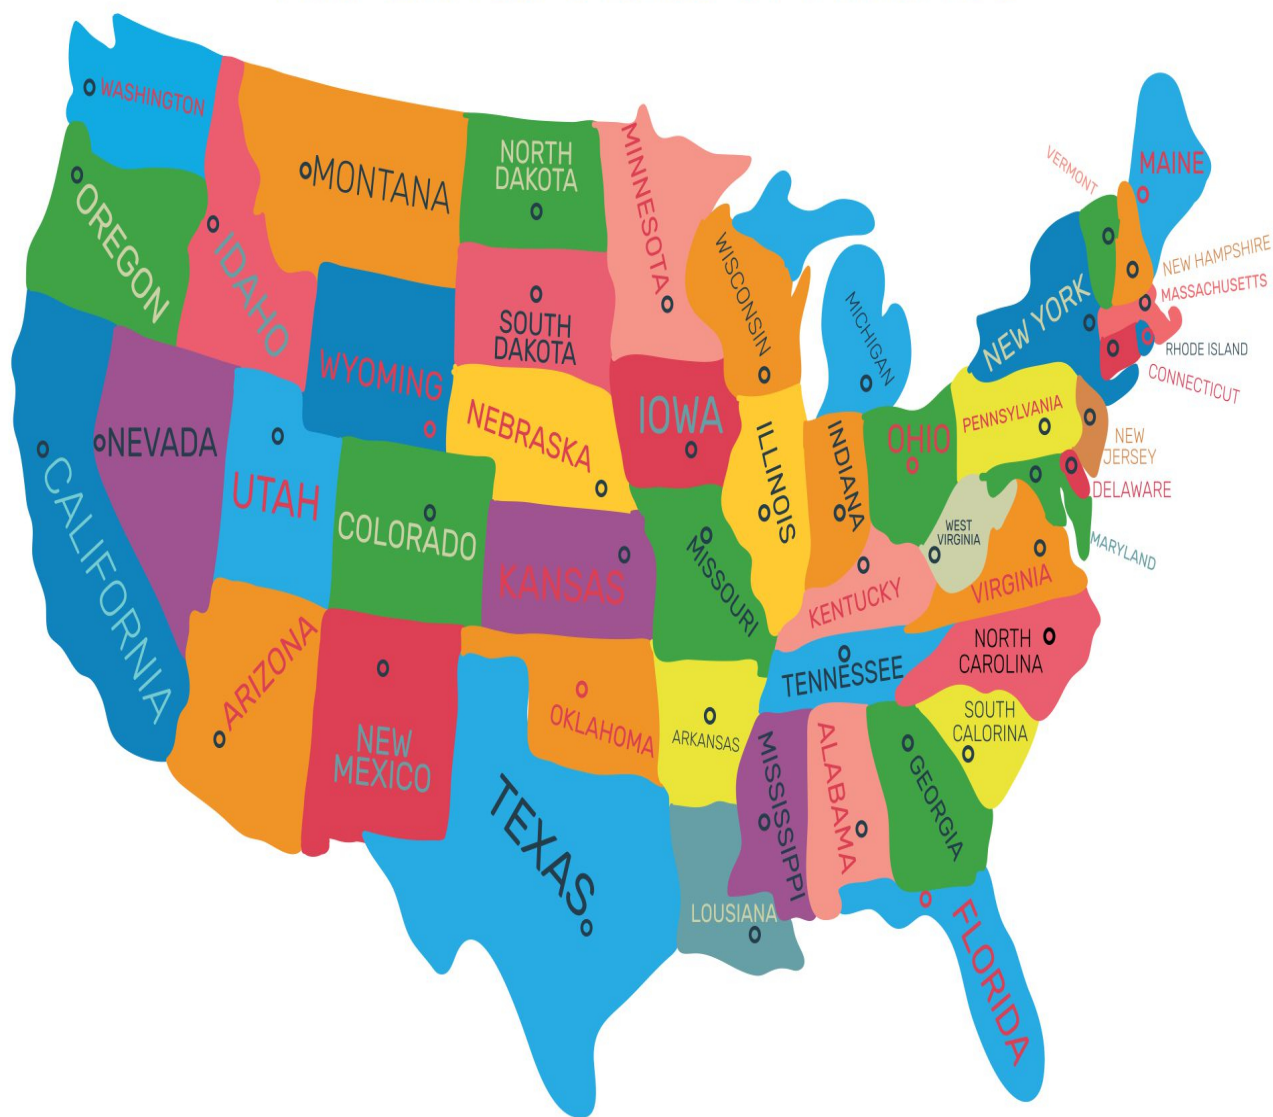 WASHINGTON
MONTANA
NORTH
DAKOTA
MINNESOTA
VERMONT
MAINE
OREGON
IDAHO
WISCONSIN
NEW HAMPSHIRE
MASSACHUSETTS
NEW YORK
MICHIGAN
RHODE ISLAND
CONNECTICUT
SOUTH
DAKOTA
WYOMING
IOWA
NEBRASKA
NEVADA
PENNSYLVANIA
OHIO
NEW
JERSEY
ILLINOIS
INDIANA
DELAWARE
UTAH
COLORADO
CALIFORNIA
WEST
VIRGINIA
MARYLAND
KANSAS
MISSOURI
KENTUCKY
VIRGINIA
ARIZONA
NORTH
CAROLINA
TENNESSEE
OKLAHOMA
ARKANSAS
SOUTH
CALORINA
NEW
MEXICO
MISSISSIPPI
ALABAMA
GEORGIA
TEXAS
LOUSIANA
FLORIDA